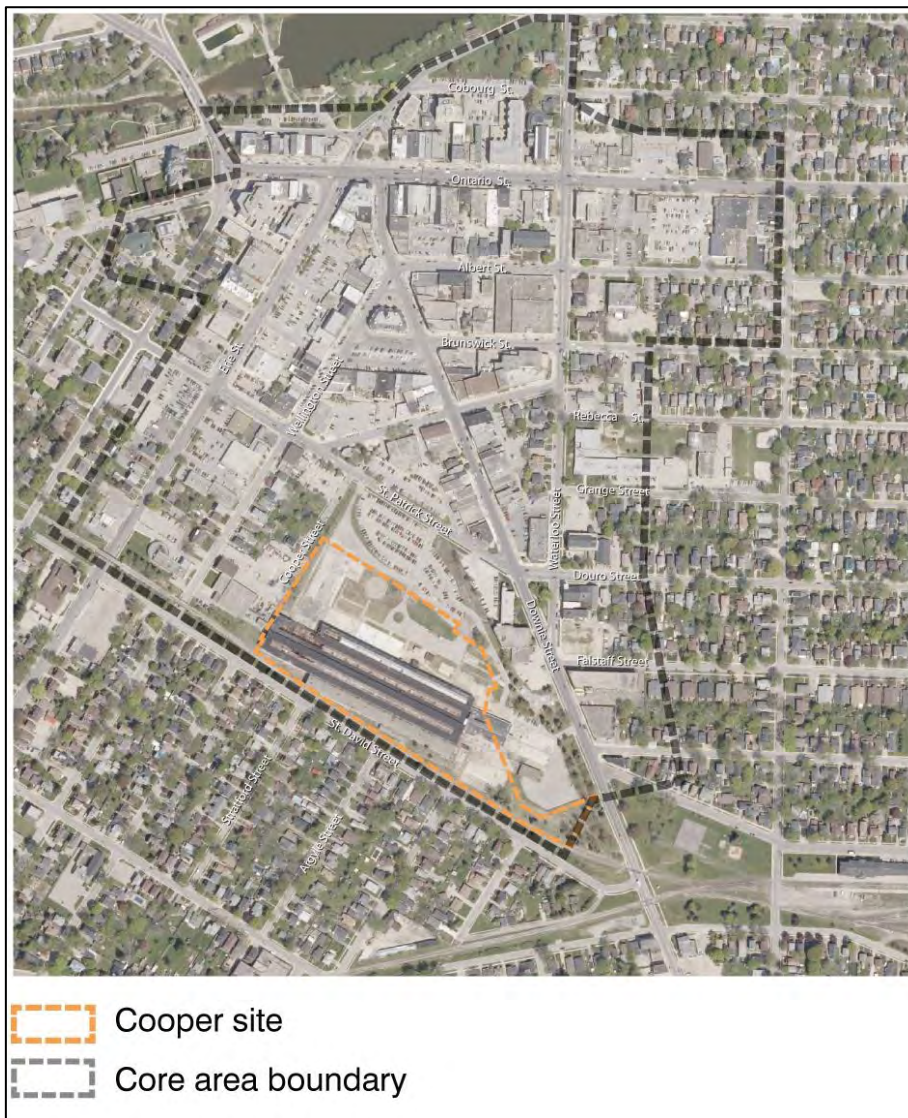 Cobourg St.
Ontario St.
Albert St.
Brunswick St.
Erie St.
Wellington Street
Rebecca St.
Grange Street
St. Patrick Street
Waterloo Street
Cooper Street
Douro Street
Downie Street
Falstaff Street
St. David Street
Stratford Street
Argyle Street
Cooper site
Core area boundary